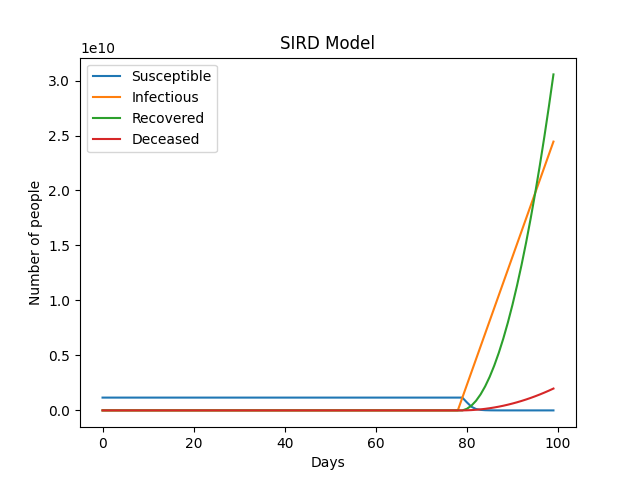 SIRD Model
1e10
Susceptible
Infectious
Recovered
Deceased
Number of people
3.0
2.5
2.0
1.5
1.0
0.5
0.0
0 20 40 60 80 100
Days